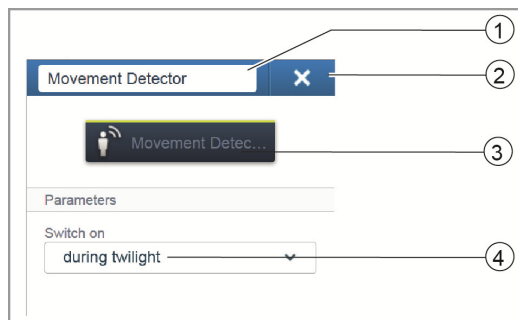 1
Movement Detector
2
Movement Detec...
3
Parameters
Switch on
during twilight
4